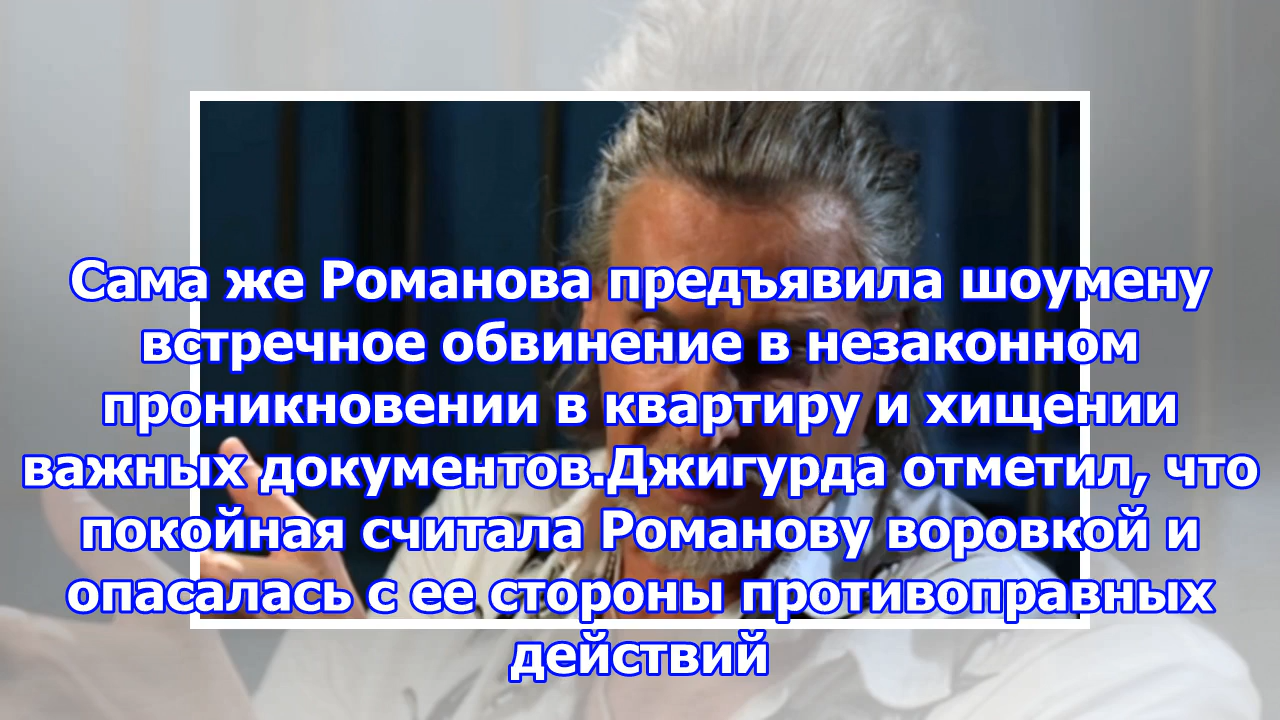 Сама же Романова предъявила шоумену
встречное обвинение в незаконном
проникновении в квартиру и хищении
важных документов.Джигурда отметил, что
покойная считала Романову воровкой и
опасалась с ее стороны противоправных
действий